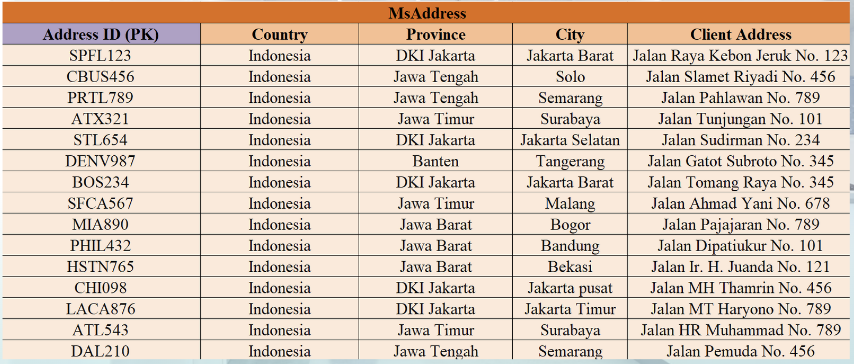 MsAddress
Address ID (PK) Country Province City Client Address
SPFL123 Indonesia DKI Jakarta Jakarta Barat Jalan Raya Kebon Jeruk No. 123
CBUS456 Indonesia Jawa Tengah Solo Jalan Slamet Riyadi No. 456
PRTL789 Indonesia Jawa Tengah Semarang Jalan Pahlawan No. 789
ATX321 Indonesia Jawa Timur Surabaya Jalan Tunjungan No. 101
STL654 Indonesia DKI Jakarta Jakarta Selatan Jalan Sudirman No. 234
DENV987 Indonesia Banten Tangerang Jalan Gatot Subroto No. 345
BOS234 Indonesia DKI Jakarta Jakarta Barat Jalan Tomang Raya No. 345
SFCA567 Indonesia Jawa Timur Malang Jalan Ahmad Yani No. 678
MIA890 Indonesia Jawa Barat Bogor Jalan Pajajaran No. 789
PHIL432 Indonesia Jawa Barat Bandung Jalan Dipatiukur No. 101
HSTN765 Indonesia Jawa Barat Bekasi Jalan Ir. H. Juanda No. 121
CHI098 Indonesia DKI Jakarta Jakarta pusat Jalan MH Thamrin No. 456
LACA876 Indonesia DKI Jakarta Jakarta Timur Jalan MT Haryono No. 789
ATL543 Indonesia Jawa Timur Surabaya Jalan HR Muhammad No. 789
DAL210 Indonesia Jawa Tengah Semarang Jalan Pemuda No. 456